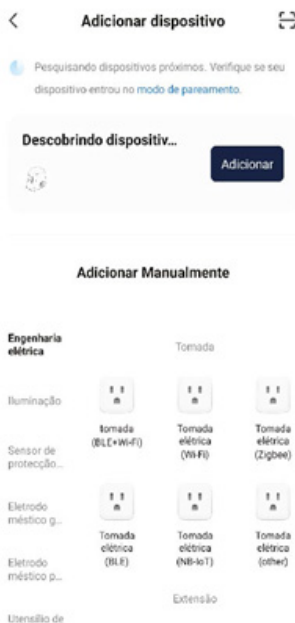 Adicionar dispositivo
Pesquisando dispositivos próximos. Verifique se seu
dispositivo entrou no modo de pareamento.
Descobrindo dispositiv...
Adicionar
Adicionar Manualmente
Engenharia
elétrica
Tomada
Iluminação
tomada
(BLE+Wi-Fi)
Tomada
elétrica
(Wi-Fi)
Tomada
elétrica
(Zigbee)
Sensor de
protecção...
Eletrodo
méstico g...
Tomada
elétrica
(BLE)
Tomada
elétrica
(NB-IoT)
Tomada
elétrica
(other)
Eletrodo
méstico p...
Extensão
Utensílio de